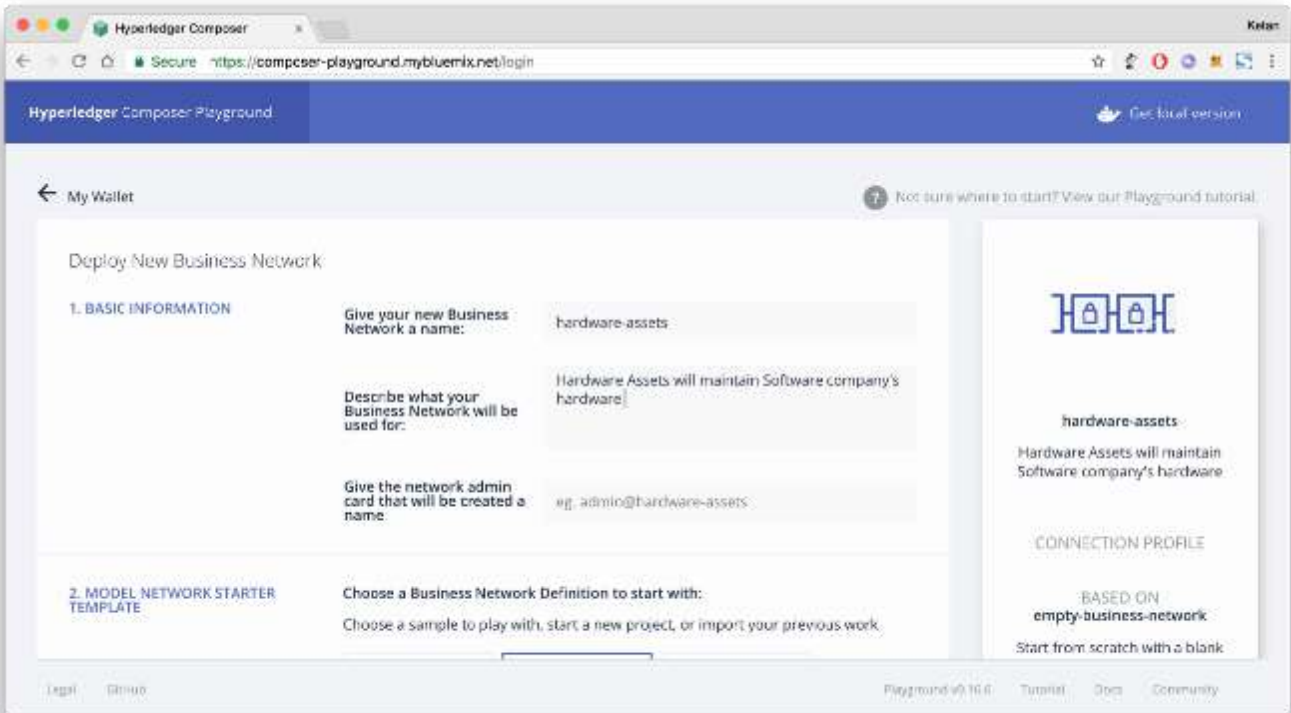 Hyperledger Composer
Kelan
Secure https://composer-playground.mybluemix.net/login
Hyperledger Composer Playground
Get local version
My Wallet
Not sure where to start? View our Playground tutorial.
Deploy New Business Network
1. BASIC INFORMATION
Give your new Business
Network a name:
hardware-assets
Describe what your
Business Network will be
used for:
Hardware Assets will maintain Software company's
hardware
Give the network admin
card that will be created a
name
eg. admin@hardware-assets
2. MODEL NETWORK STARTER
TEMPLATE
Choose a Business Network Definition to start with:
Choose a sample to play with, start a new project, or import your previous work
hardware-assets
Hardware Assets will maintain
Software company's hardware
CONNECTION PROFILE
BASED ON
empty-business-network
Start from scratch with a blank
Legal GitHub
Playground v0.16.0 Tutorial Docs Community